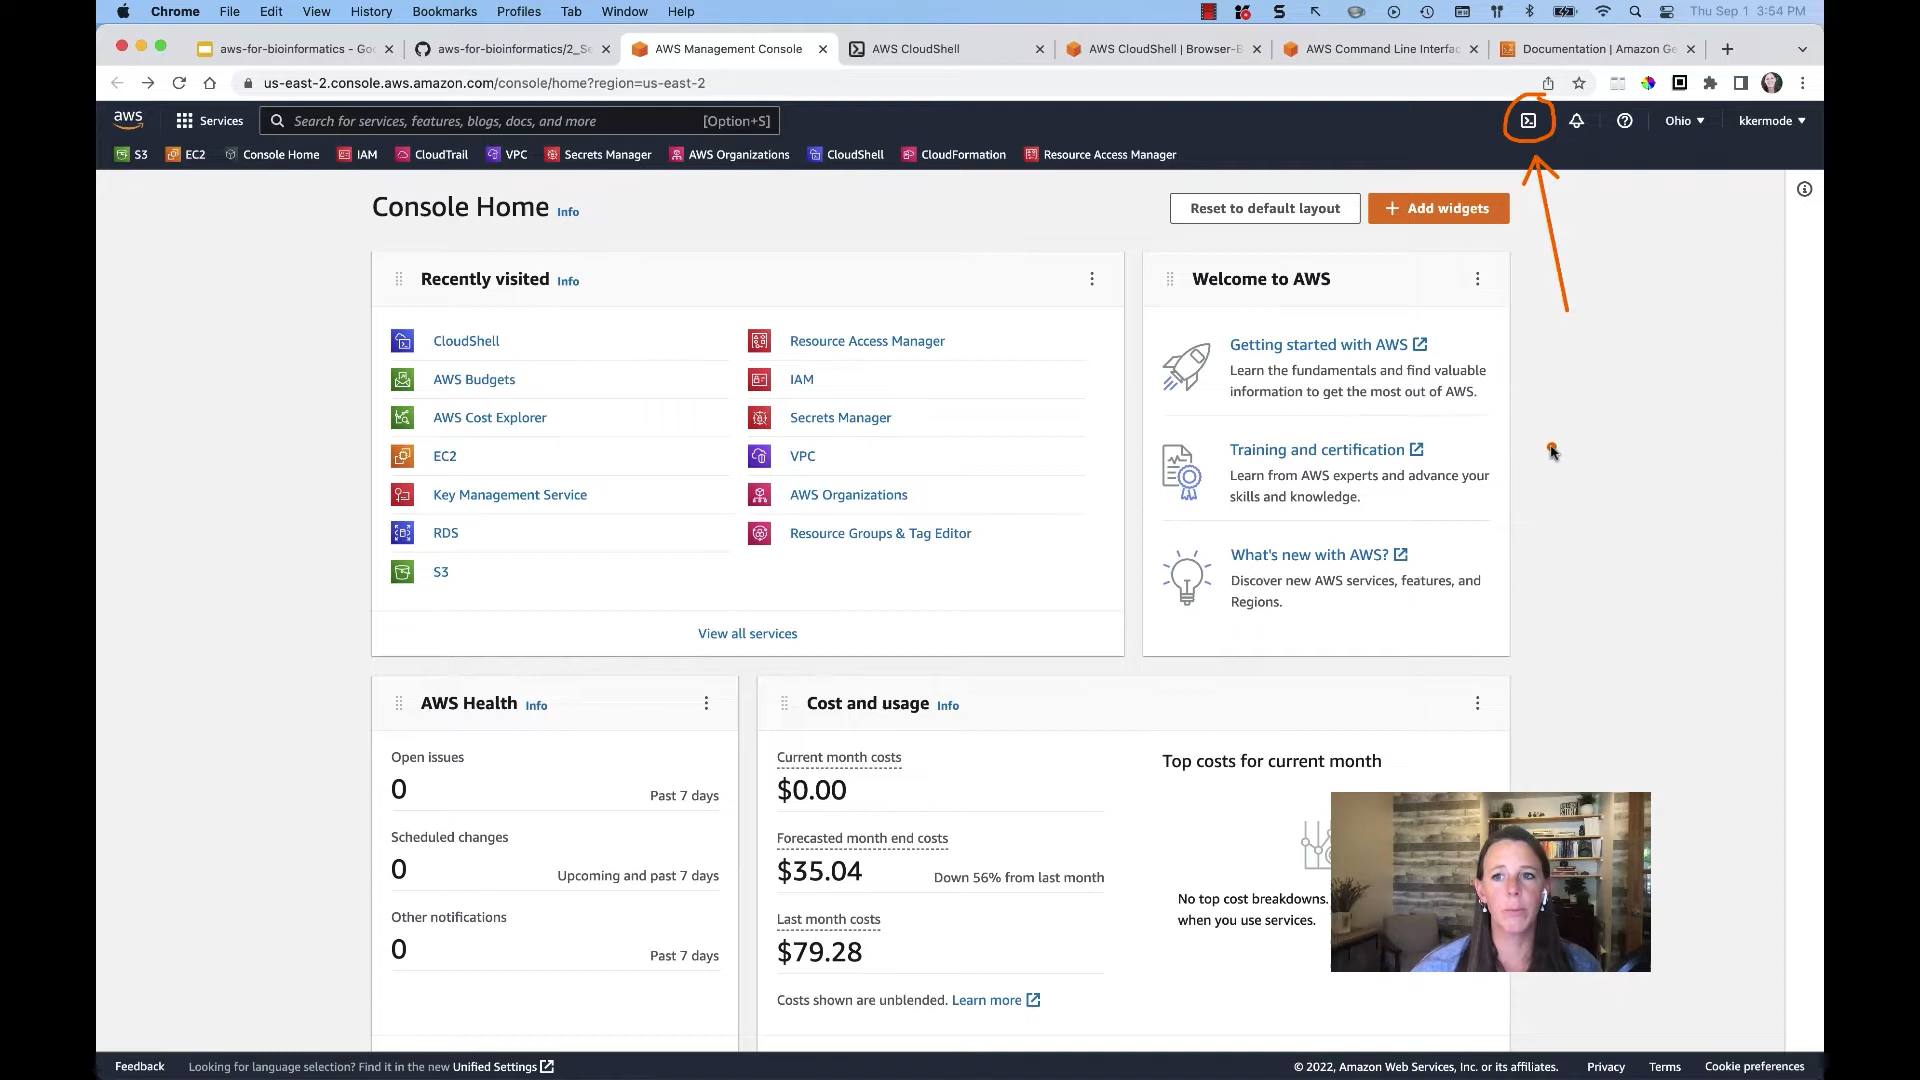 Chrome File Edit View History Bookmarks Profiles Tab Window Help Thu Sep 1 3:54 PM
aws-for-bioinformatics - Goo aws-for-bioinformatics/2_Se AWS Management Console AWS CloudShell AWS CloudShell | Browser-B AWS Command Line Interfac Documentation | Amazon Ge
us-east-2.console.aws.amazon.com/console/home?region=us-east-2
aws Services Search for services, features, blogs, docs, and more [Option+S] Ohio kkermode
S3 EC2 Console Home IAM CloudTrail VPC Secrets Manager AWS Organizations CloudShell CloudFormation Resource Access Manager
Console Home Info Reset to default layout + Add widgets
Recently visited Info
CloudShell
AWS Budgets
AWS Cost Explorer
EC2
Key Management Service
RDS
S3
Resource Access Manager
IAM
Secrets Manager
VPC
AWS Organizations
Resource Groups & Tag Editor
View all services
Welcome to AWS
Getting started with AWS
Learn the fundamentals and find valuable
information to get the most out of AWS.
Training and certification
Learn from AWS experts and advance your
skills and knowledge.
What's new with AWS?
Discover new AWS services, features, and
Regions.
AWS Health Info
Open issues
0 Past 7 days
Scheduled changes
0 Upcoming and past 7 days
Other notifications
0 Past 7 days
Cost and usage Info
Current month costs
$0.00
Forecasted month end costs
$35.04 Down 56% from last month
Last month costs
$79.28
Costs shown are unblended. Learn more
Top costs for current month
No top cost breakdowns.
when you use services.
Feedback Looking for language selection? Find it in the new Unified Settings © 2022, Amazon Web Services, Inc. or its affiliates. Privacy Terms Cookie preferences